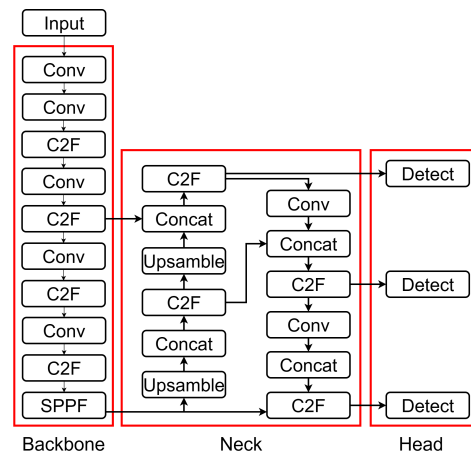 Input
Conv
Conv
C2F
Conv
C2F
Conv
C2F
Conv
C2F
SPPF
Backbone
C2F
Concat
Upsamble
C2F
Concat
Upsamble
Conv
Concat
C2F
Conv
Concat
C2F
Neck
Detect
Detect
Detect
Head